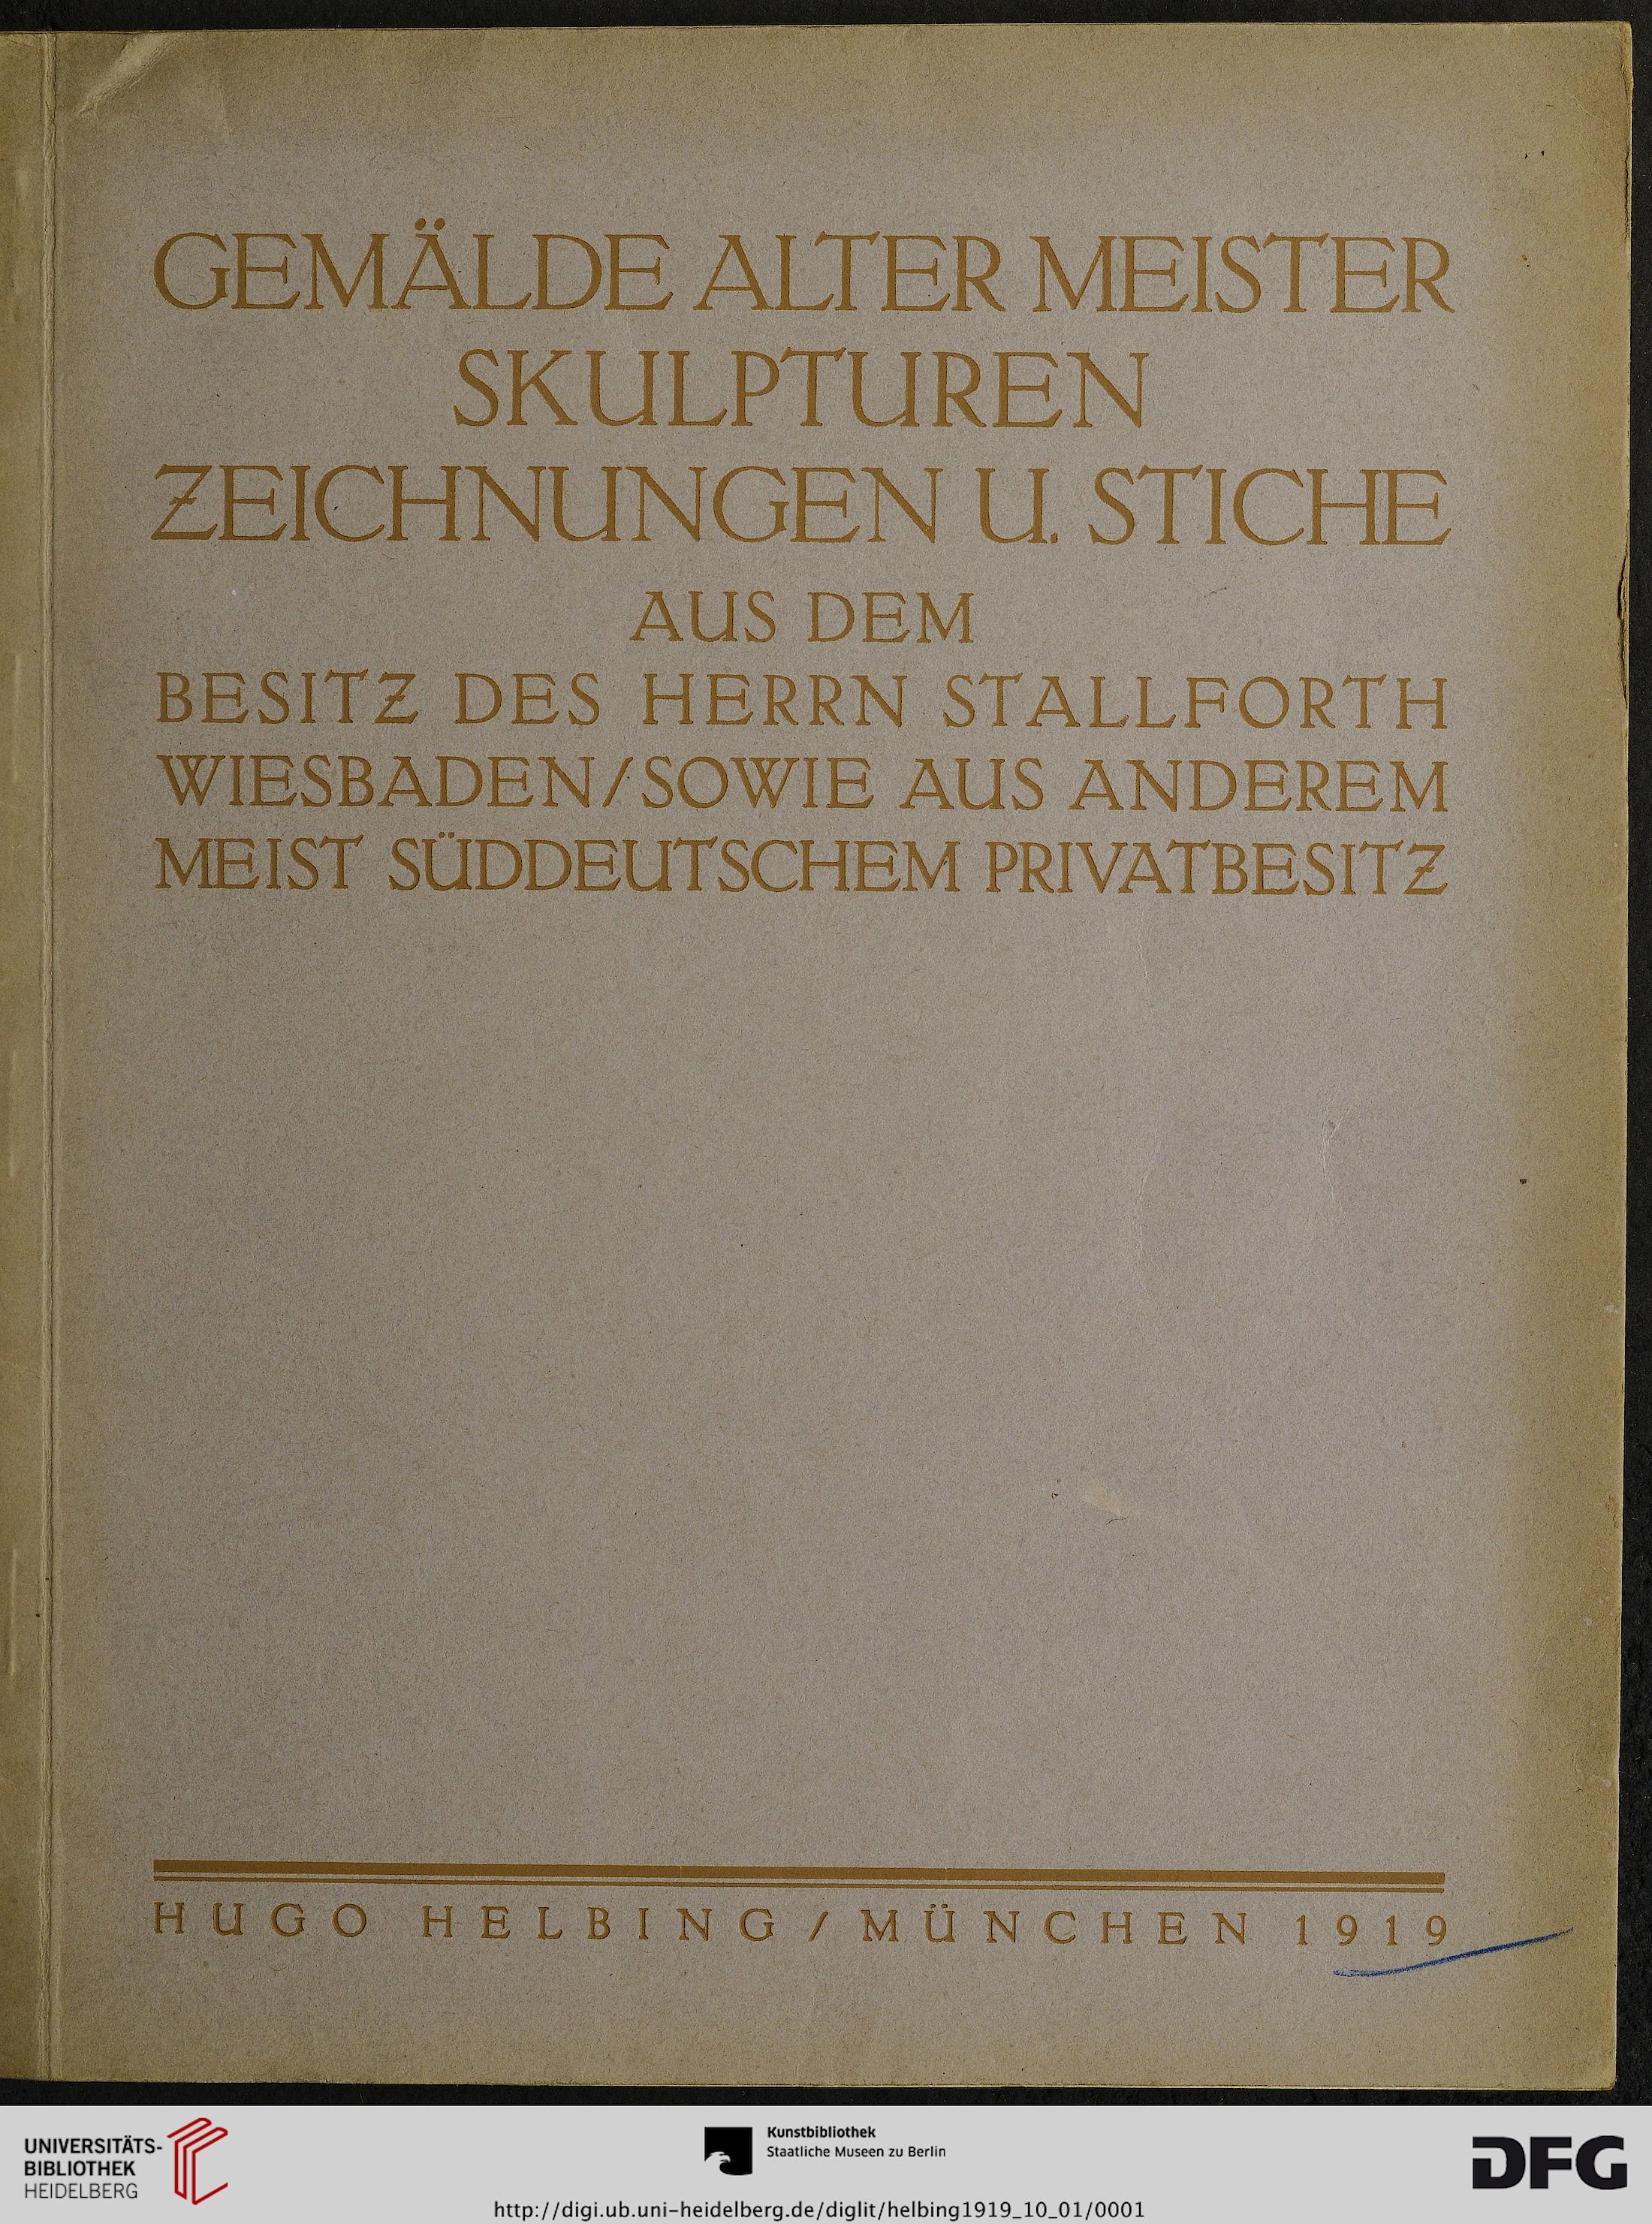 GEMÄLDE ALTER MEISTER
SKULPTUREN
ZEICHNUNGEN U. STICHE
AUS DEM
BESITZ DES HERRN STALLFORTH
WIESBADEN/SOWIE AUS ANDEREM
MEIST SÜDDEUTSCHEM PRIVATBESITZ
HUGO HELBING / MÜNCHEN 1919
UNIVERSITÄTS-
BIBLIOTHEK
HEIDELBERG
Kunstbibliothek
Staatliche Museen zu Berlin
DFG
http://digi.ub.uni-heidelberg.de/diglit/helbing1919_10_01/0001